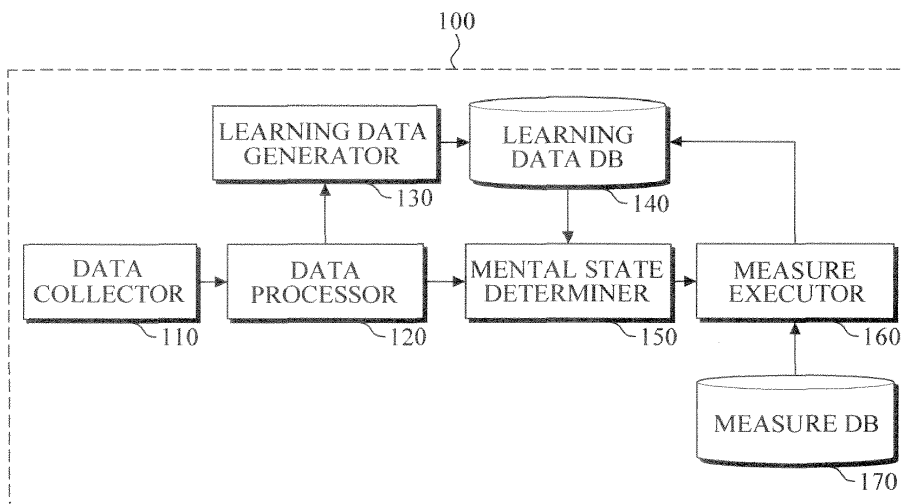 100
LEARNING DATA
GENERATOR
130
LEARNING
DATA DB
140
DATA
COLLECTOR
110
DATA
PROCESSOR
120
MENTAL STATE
DETERMINER
150
MEASURE
EXECUTOR
160
MEASURE DB
170